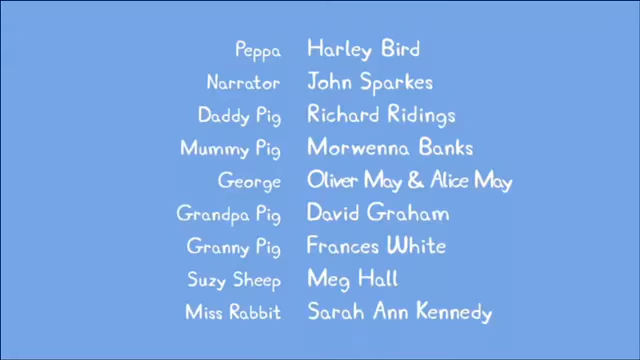 Peppa Harley Bird
Narrator John Sparkes
Daddy Pig Richard Ridings
Mummy Pig Morwenna Banks
George Oliver May & Alice May
Grandpa Pig David Graham
Granny Pig Frances White
Suzy Sheep Meg Hall
Miss Rabbit Sarah Ann Kennedy